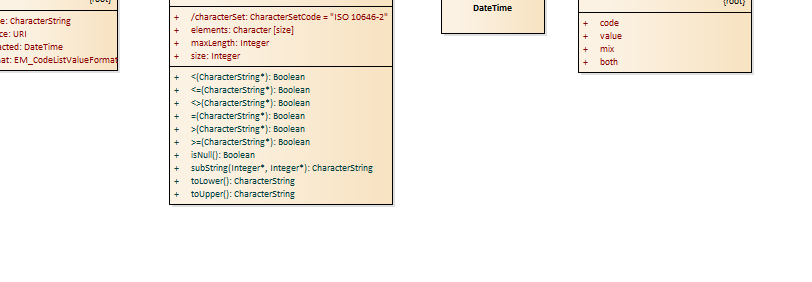 {root}
e: CharacterString
ce: URI
acted: DateTime
at: EM_CodeListValueFormat
+ /characterSet: CharacterSetCode = "ISO 10646-2"
+ elements: Character [size]
+ maxLength: Integer
+ size: Integer
+ <(CharacterString*): Boolean
+ <=(CharacterString*): Boolean
+ <>(CharacterString*): Boolean
+ =(CharacterString*): Boolean
+ >(CharacterString*): Boolean
+ >=(CharacterString*): Boolean
+ isNull(): Boolean
+ subString(Integer*, Integer*): CharacterString
+ toLower(): CharacterString
+ toUpper(): CharacterString
DateTime
{root}
+ code
+ value
+ mix
+ both